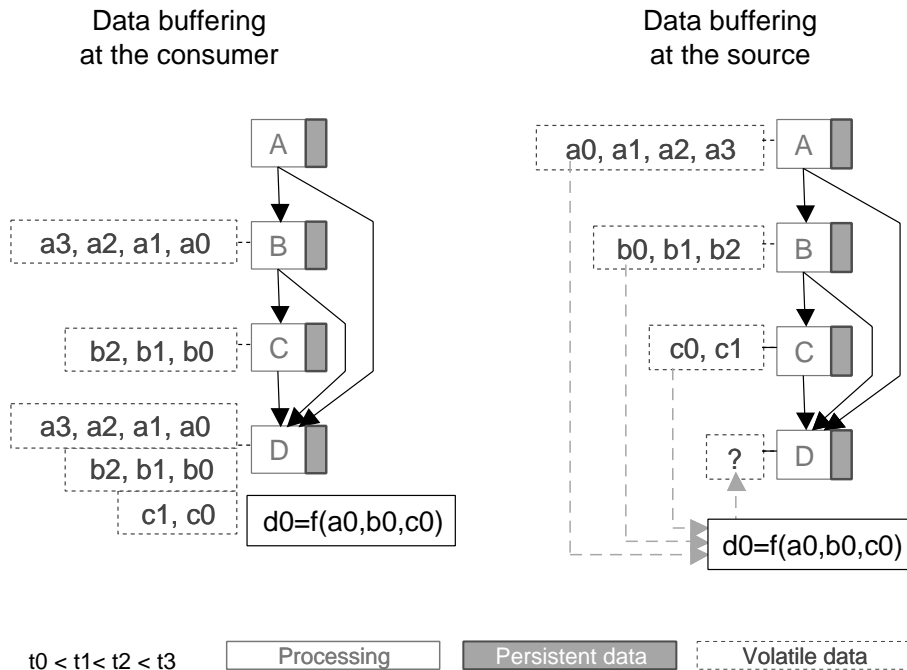 Data buffering
at the consumer
Data buffering
at the source
A
a0, a1, a2, a3
A
a3, a2, a1, a0
B
b0, b1, b2
B
b2, b1, b0
C
c0, c1
C
a3, a2, a1, a0
D
?
D
b2, b1, b0
c1, c0
d0=f(a0,b0,c0)
d0=f(a0,b0,c0)
t0 < t1< t2 < t3
Processing
Persistent data
Volatile data